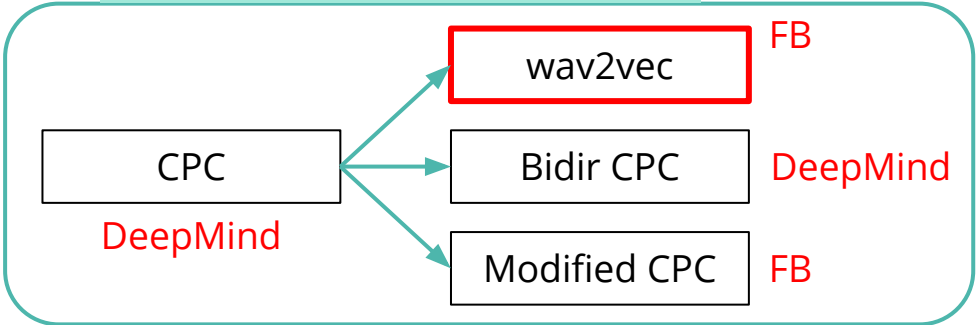 FB
wav2vec
CPC
Bidir CPC
DeepMind
DeepMind
Modified CPC
FB